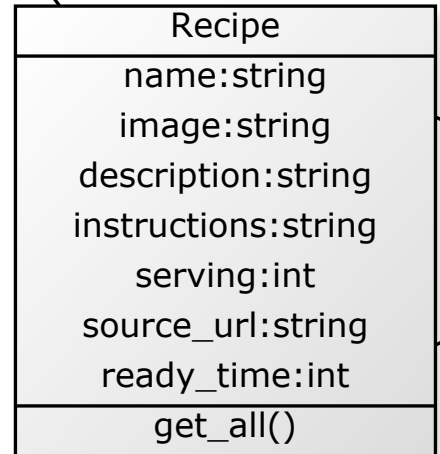 Recipe
name:string
image:string
description:string
instructions:string
serving:int
source_url:string
ready_time:int
get_all()